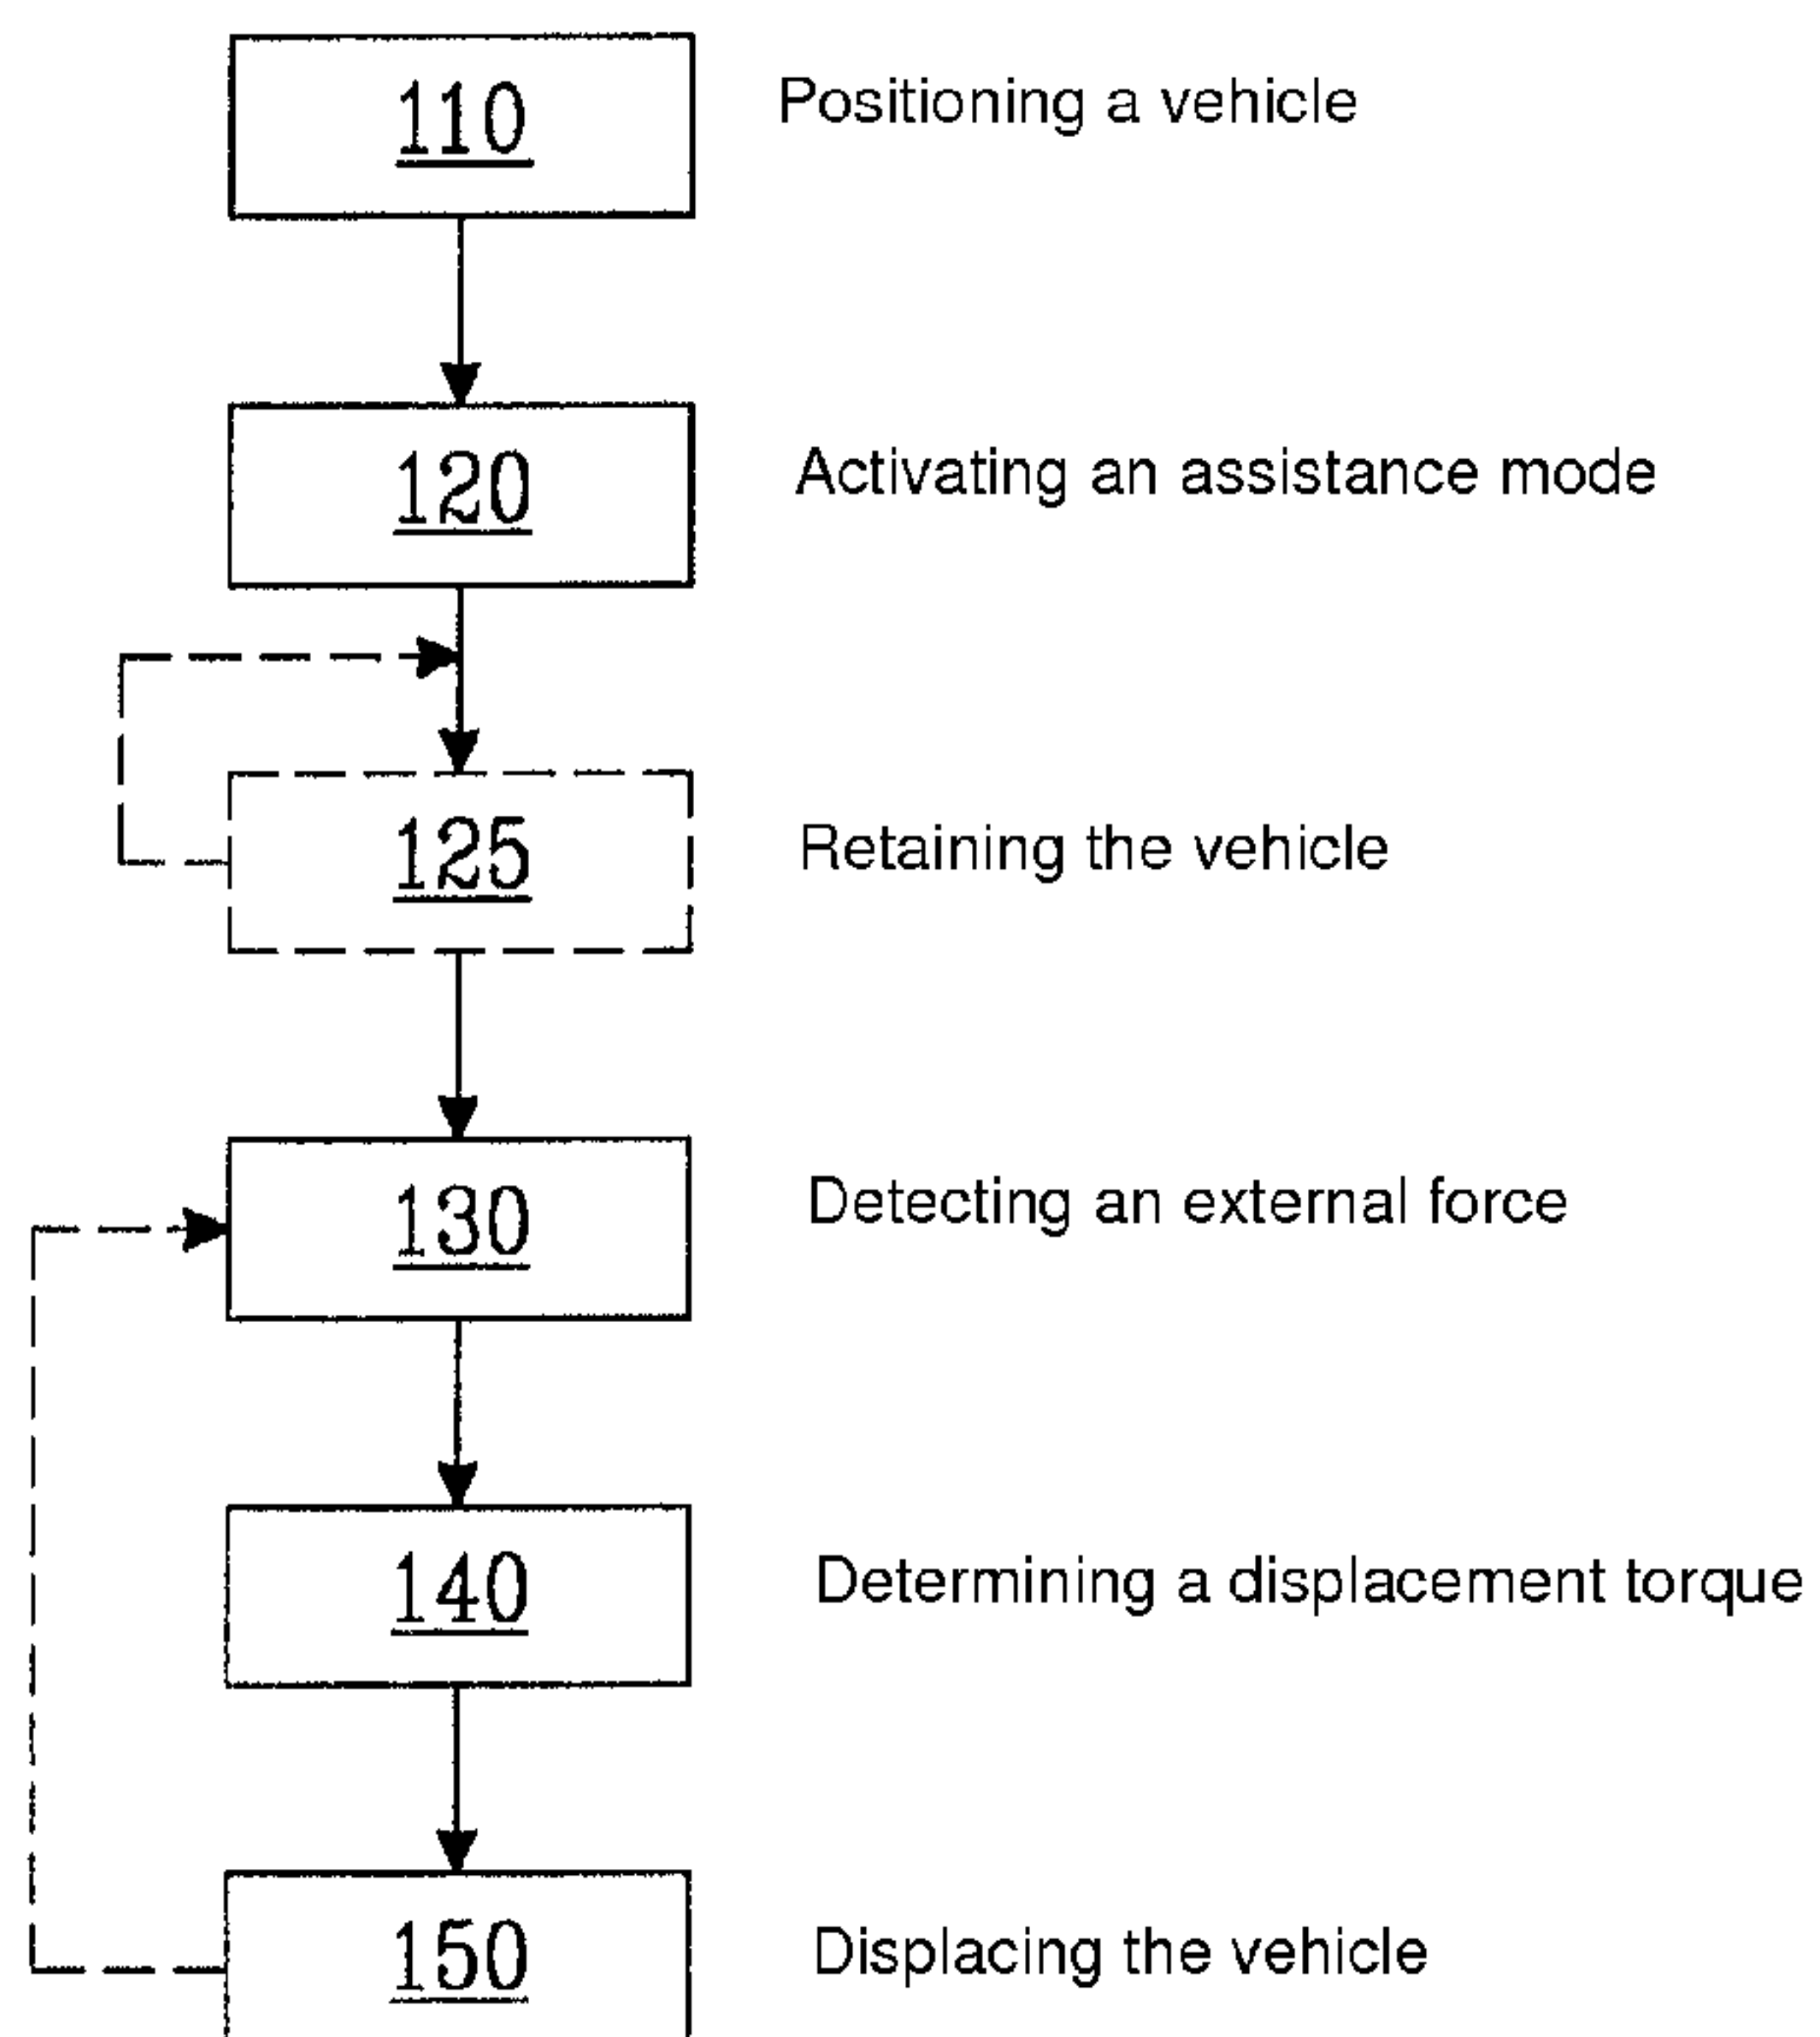 110 Positioning a vehicle
120 Activating an assistance mode
125 Retaining the vehicle
130 Detecting an external force
140 Determining a displacement torque
150 Displacing the vehicle